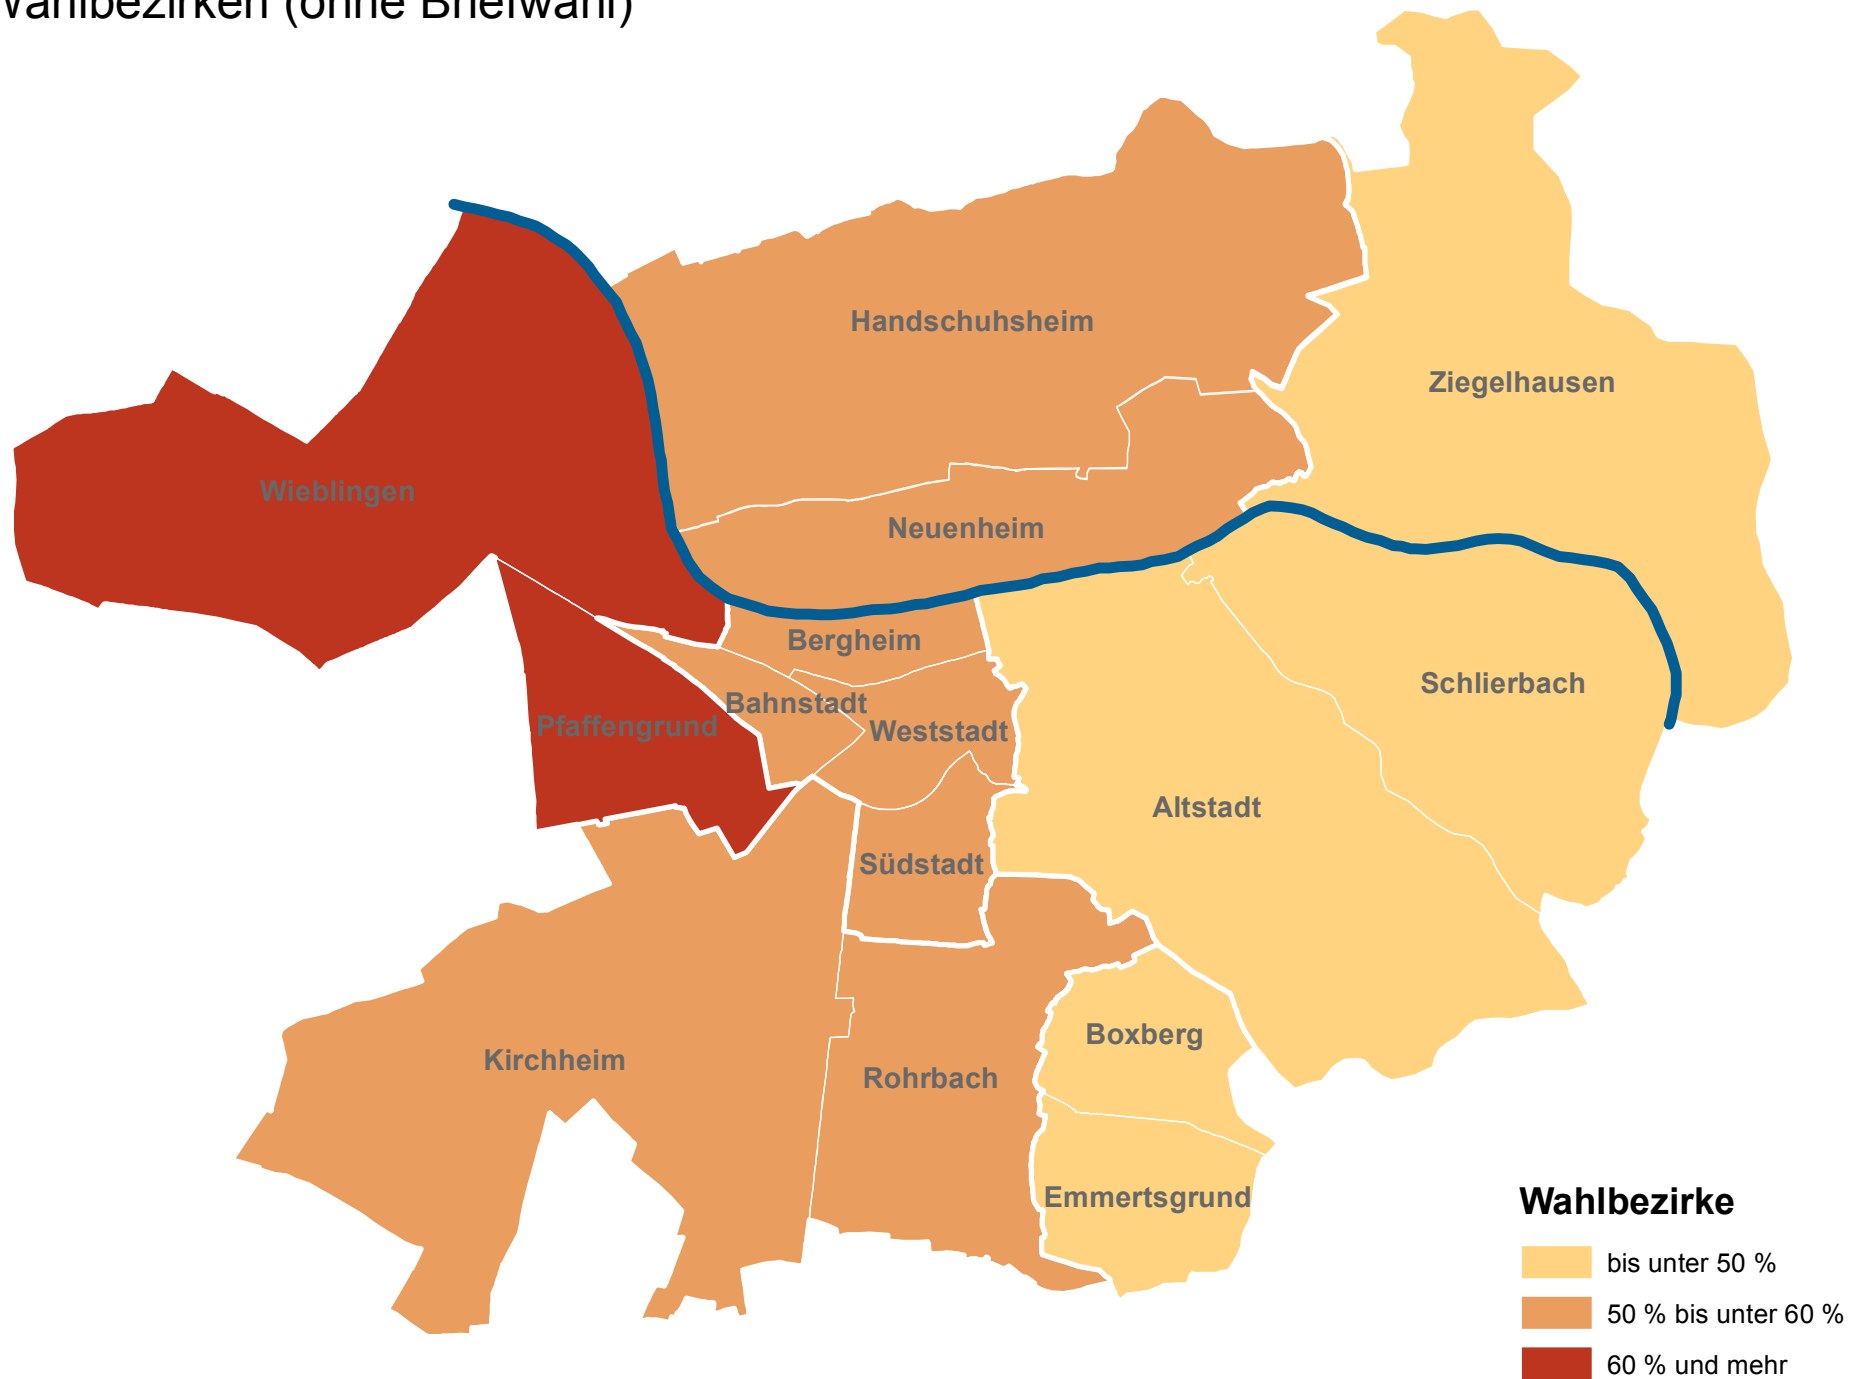 Wahlbezirken (ohne Briefwahl)
Handschuhsheim
Ziegelhausen
Wieblingen
Neuenheim
Bergheim
Schlierbach
Bahnstadt
Pfaffengrund
Weststadt
Altstadt
Südstadt
Boxberg
Kirchheim
Rohrbach
Emmertsgrund
Wahlbezirke
bis unter 50 %
50 % bis unter 60 %
60 % und mehr